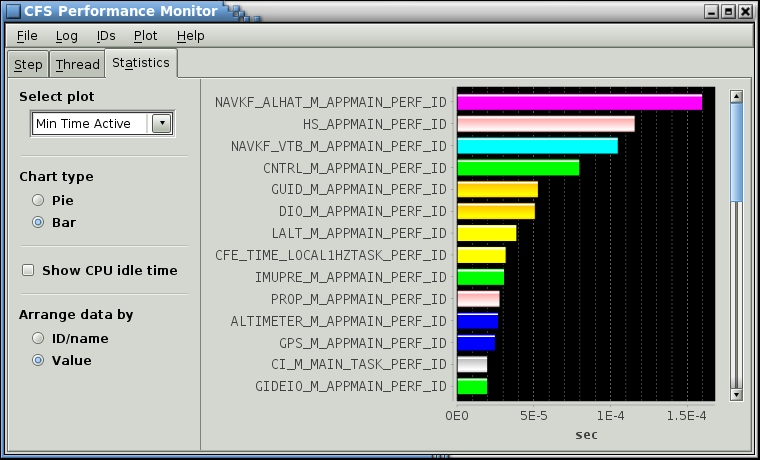 CFS Performance Monitor
File Log IDs Plot Help
Step Thread Statistics
Select plot
Min Time Active
Chart type
Pie
Bar
Show CPU idle time
Arrange data by
ID/name
Value
NAVKF_ALHAT_M_APPMAIN_PERF_ID
HS_APPMAIN_PERF_ID
NAVKF_VTB_M_APPMAIN_PERF_ID
CNTRL_M_APPMAIN_PERF_ID
GUID_M_APPMAIN_PERF_ID
DIO_M_APPMAIN_PERF_ID
LALT_M_APPMAIN_PERF_ID
CFE_TIME_LOCAL1HZTASK_PERF_ID
IMUPRE_M_APPMAIN_PERF_ID
PROP_M_APPMAIN_PERF_ID
ALTIMETER_M_APPMAIN_PERF_ID
GPS_M_APPMAIN_PERF_ID
CI_M_MAIN_TASK_PERF_ID
GIDEIO_M_APPMAIN_PERF_ID
0E0 5E-5 1E-4 1.5E-4
sec